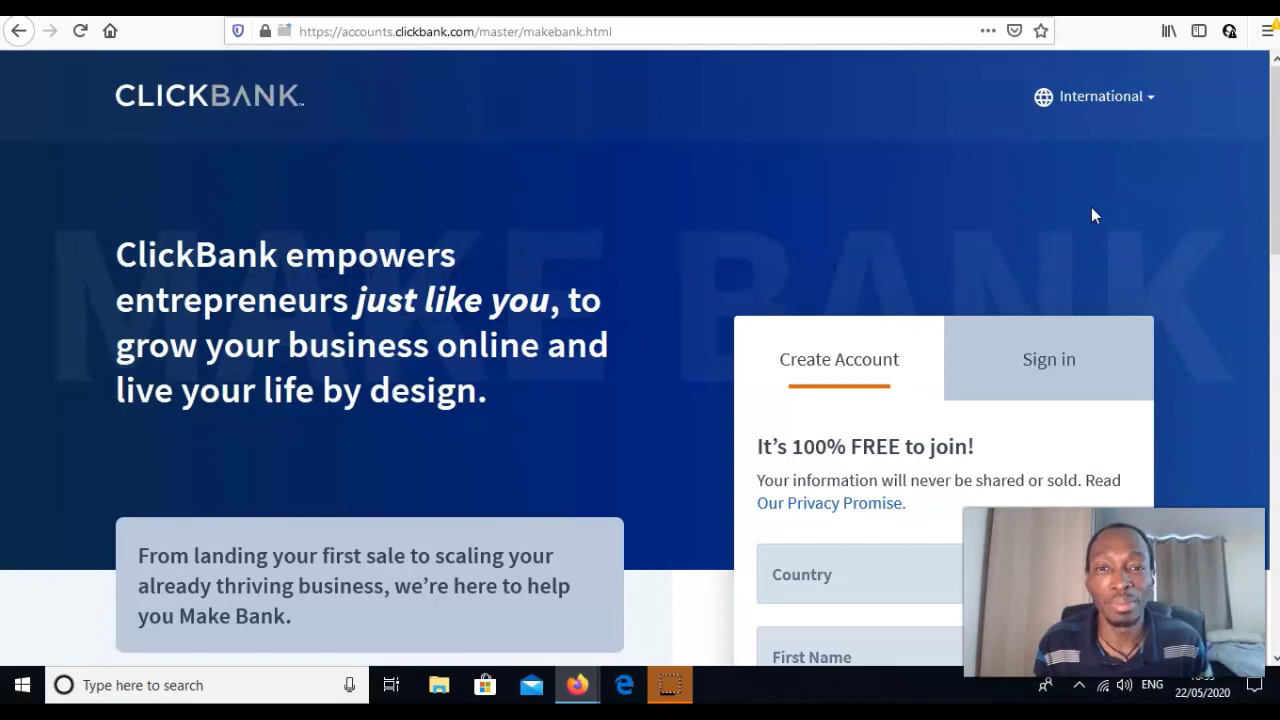 https://accounts.clickbank.com/master/makebank.html
CLICKBANK
International
MAKE BANK
ClickBank empowers
entrepreneurs just like you, to
grow your business online and
live your life by design.
Create Account
Sign in
It's 100% FREE to join!
Your information will never be shared or sold. Read
Our Privacy Promise.
From landing your first sale to scaling your
already thriving business, we're here to help
you Make Bank.
Country
First Name
Type here to search
ENG
22/05/2020